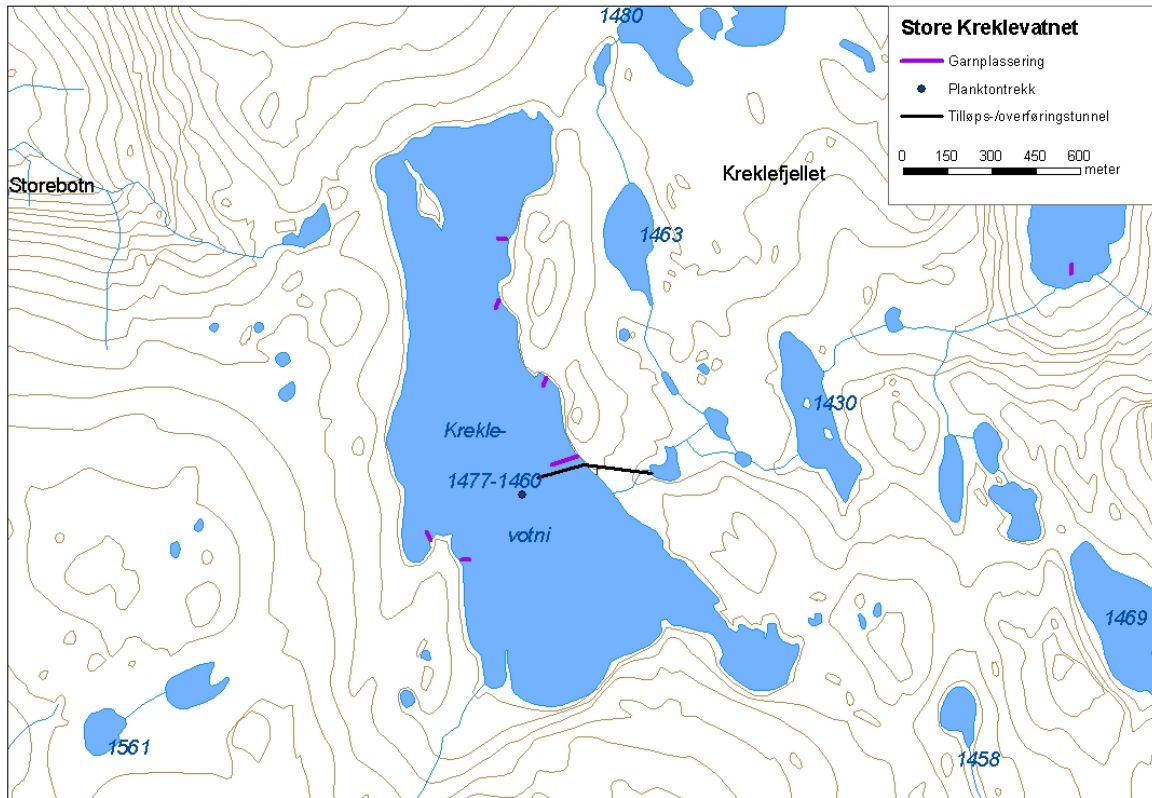 1480
Store Kreklevatnet
Garnplassering
Planktontrekk
Tilløps-/overføringstunnel
0 150 300 450 600
meter
Storebotn
Kreklefjellet
1463
1430
Krekle-
1477-1460
votni
1469
1561
1458